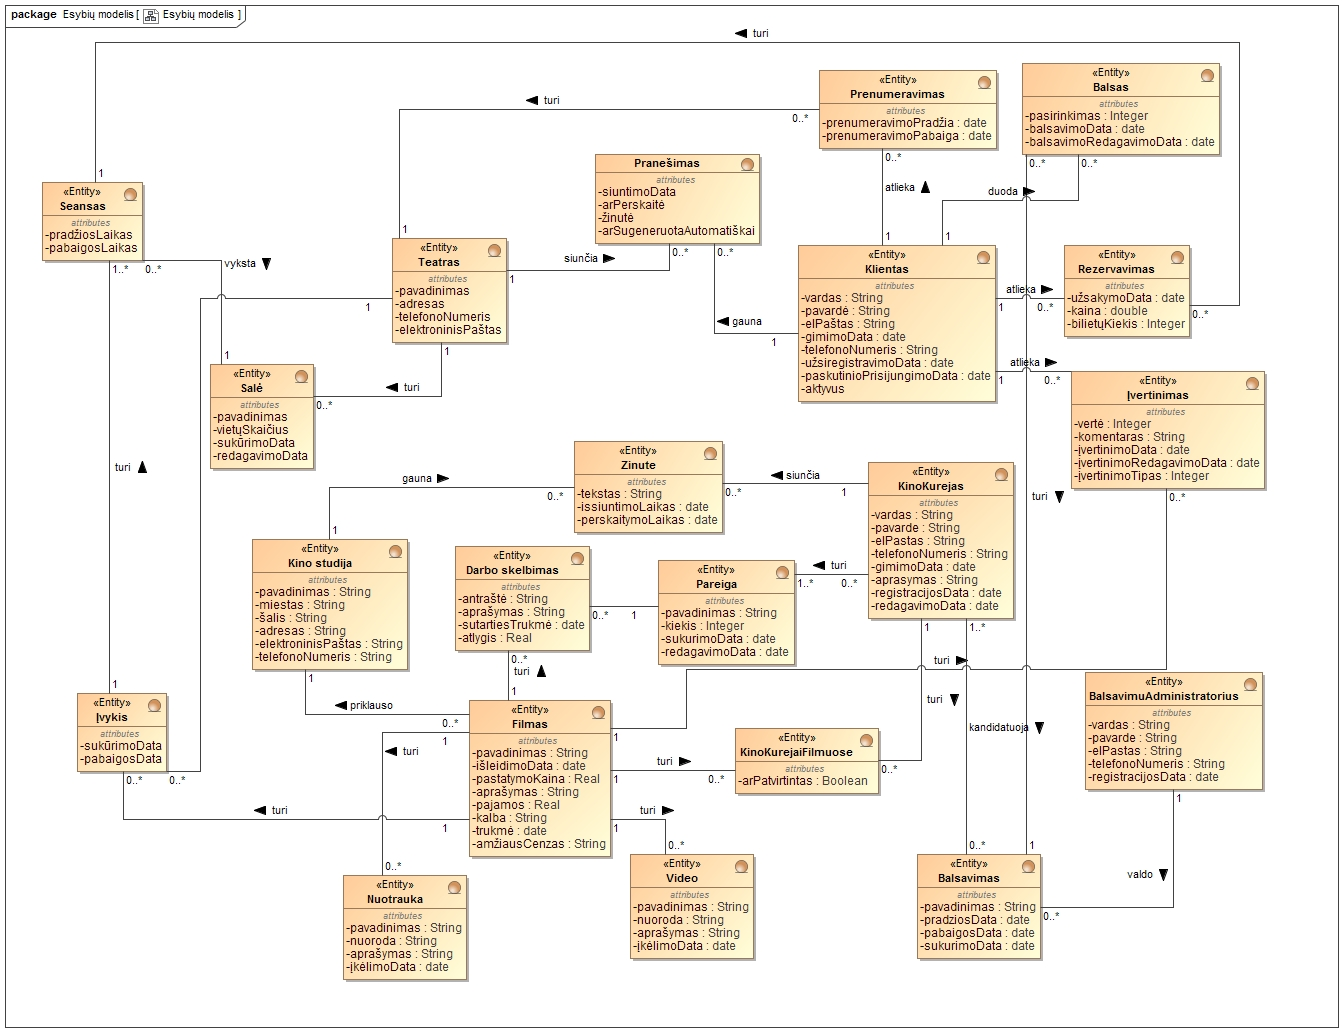 package Esybių modelis [ Esybių modelis ]
turi
1
0..*
«Entity»
Seansas
attributes
-pradžiosLaikas
-pabaigosLaikas
1..*
0..*
vyksta
1
«Entity»
Prenumeravimas
attributes
-prenumeravimoPradžia : date
-prenumeravimoPabaiga : date
turi
0..*
1
0..*
atlieka
1
«Entity»
Balsas
attributes
-pasirinkimas : Integer
-balsavimoData : date
-balsavimoRedagavimoData : date
0..*
0..*
duoda
1
Pranešimas
attributes
-siuntimoData
-arPerskaitė
-žinutė
-arSugeneruotaAutomatiškai
0..*
0..*
siunčia
1
gauna
1
«Entity»
Teatras
attributes
-pavadinimas
-adresas
-telefonoNumeris
-elektroninisPaštas
1
1
turi
0..*
«Entity»
Klientas
attributes
-vardas : String
-pavardė : String
-elPaštas : String
-gimimoData : date
-telefonoNumeris : String
-užsiregistravimoData : date
-paskutinioPrisijungimoData : date
-aktyvus
atlieka
1
0..*
«Entity»
Rezervavimas
attributes
-užsakymoData : date
-kaina : double
-bilietųKiekis : Integer
atlieka
1
0..*
«Entity»
Įvertinimas
attributes
-vertė : Integer
-komentaras : String
-įvertinimoData : date
-įvertinimoRedagavimoData : date
-įvertinimoTipas : Integer
0..*
«Entity»
Salė
attributes
-pavadinimas
-vietųSkaičius
-sukūrimoData
-redagavimoData
turi
«Entity»
Zinute
attributes
-tekstas : String
-issiuntimoLaikas : date
-perskaitymoLaikas : date
gauna
0..*
1
siunčia
0..*
1
«Entity»
KinoKurejas
attributes
-vardas : String
-pavarde : String
-elPastas : String
-telefonoNumeris : String
-gimimoData : date
-aprasymas : String
-registracijosData : date
-redagavimoData : date
turi
«Entity»
Kino studija
attributes
-pavadinimas : String
-miestas : String
-šalis : String
-adresas : String
-elektroninisPaštas : String
-telefonoNumeris : String
1
priklauso
0..*
«Entity»
Darbo skelbimas
attributes
-antraštė : String
-aprašymas : String
-sutartiesTrukmė : date
-atlygis : Real
0..*
1
0..*
turi
1
«Entity»
Pareiga
attributes
-pavadinimas : String
-kiekis : Integer
-sukurimoData : date
-redagavimoData : date
turi
1..*
0..*
1
1..*
turi
turi
kandidatuoja
1
«Entity»
Įvykis
attributes
-sukūrimoData
-pabaigosData
0..*
0..*
turi
1
«Entity»
Filmas
attributes
-pavadinimas : String
-išleidimoData : date
-pastatymoKaina : Real
-aprašymas : String
-pajamos : Real
-kalba : String
-trukmė : date
-amžiausCenzas : String
1
turi
0..*
1
1
turi
0..*
1
turi
0..*
«Entity»
KinoKurejaiFilmuose
attributes
-arPatvirtintas : Boolean
0..*
«Entity»
BalsavimuAdministratorius
attributes
-vardas : String
-pavarde : String
-elPastas : String
-telefonoNumeris : String
-registracijosData : date
1
valdo
0..*
«Entity»
Nuotrauka
attributes
-pavadinimas : String
-nuoroda : String
-aprašymas : String
-įkėlimoData : date
«Entity»
Video
attributes
-pavadinimas : String
-nuoroda : String
-aprašymas : String
-įkėlimoData : date
0..*
1
«Entity»
Balsavimas
attributes
-pavadinimas : String
-pradziosData : date
-pabaigosData : date
-sukurimoData : date